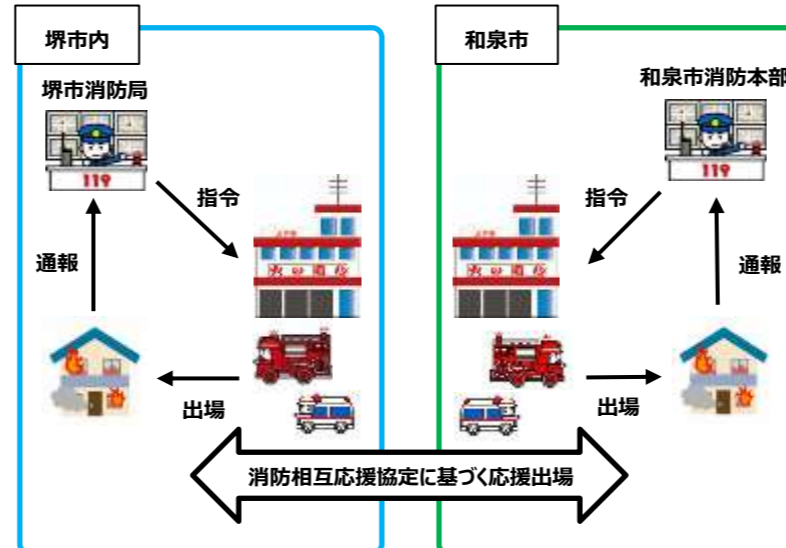 堺市内
堺市消防局
119
指令
通報
出場
和泉市
和泉市消防本部
119
指令
通報
出場
消防相互応援協定に基づく応援出場